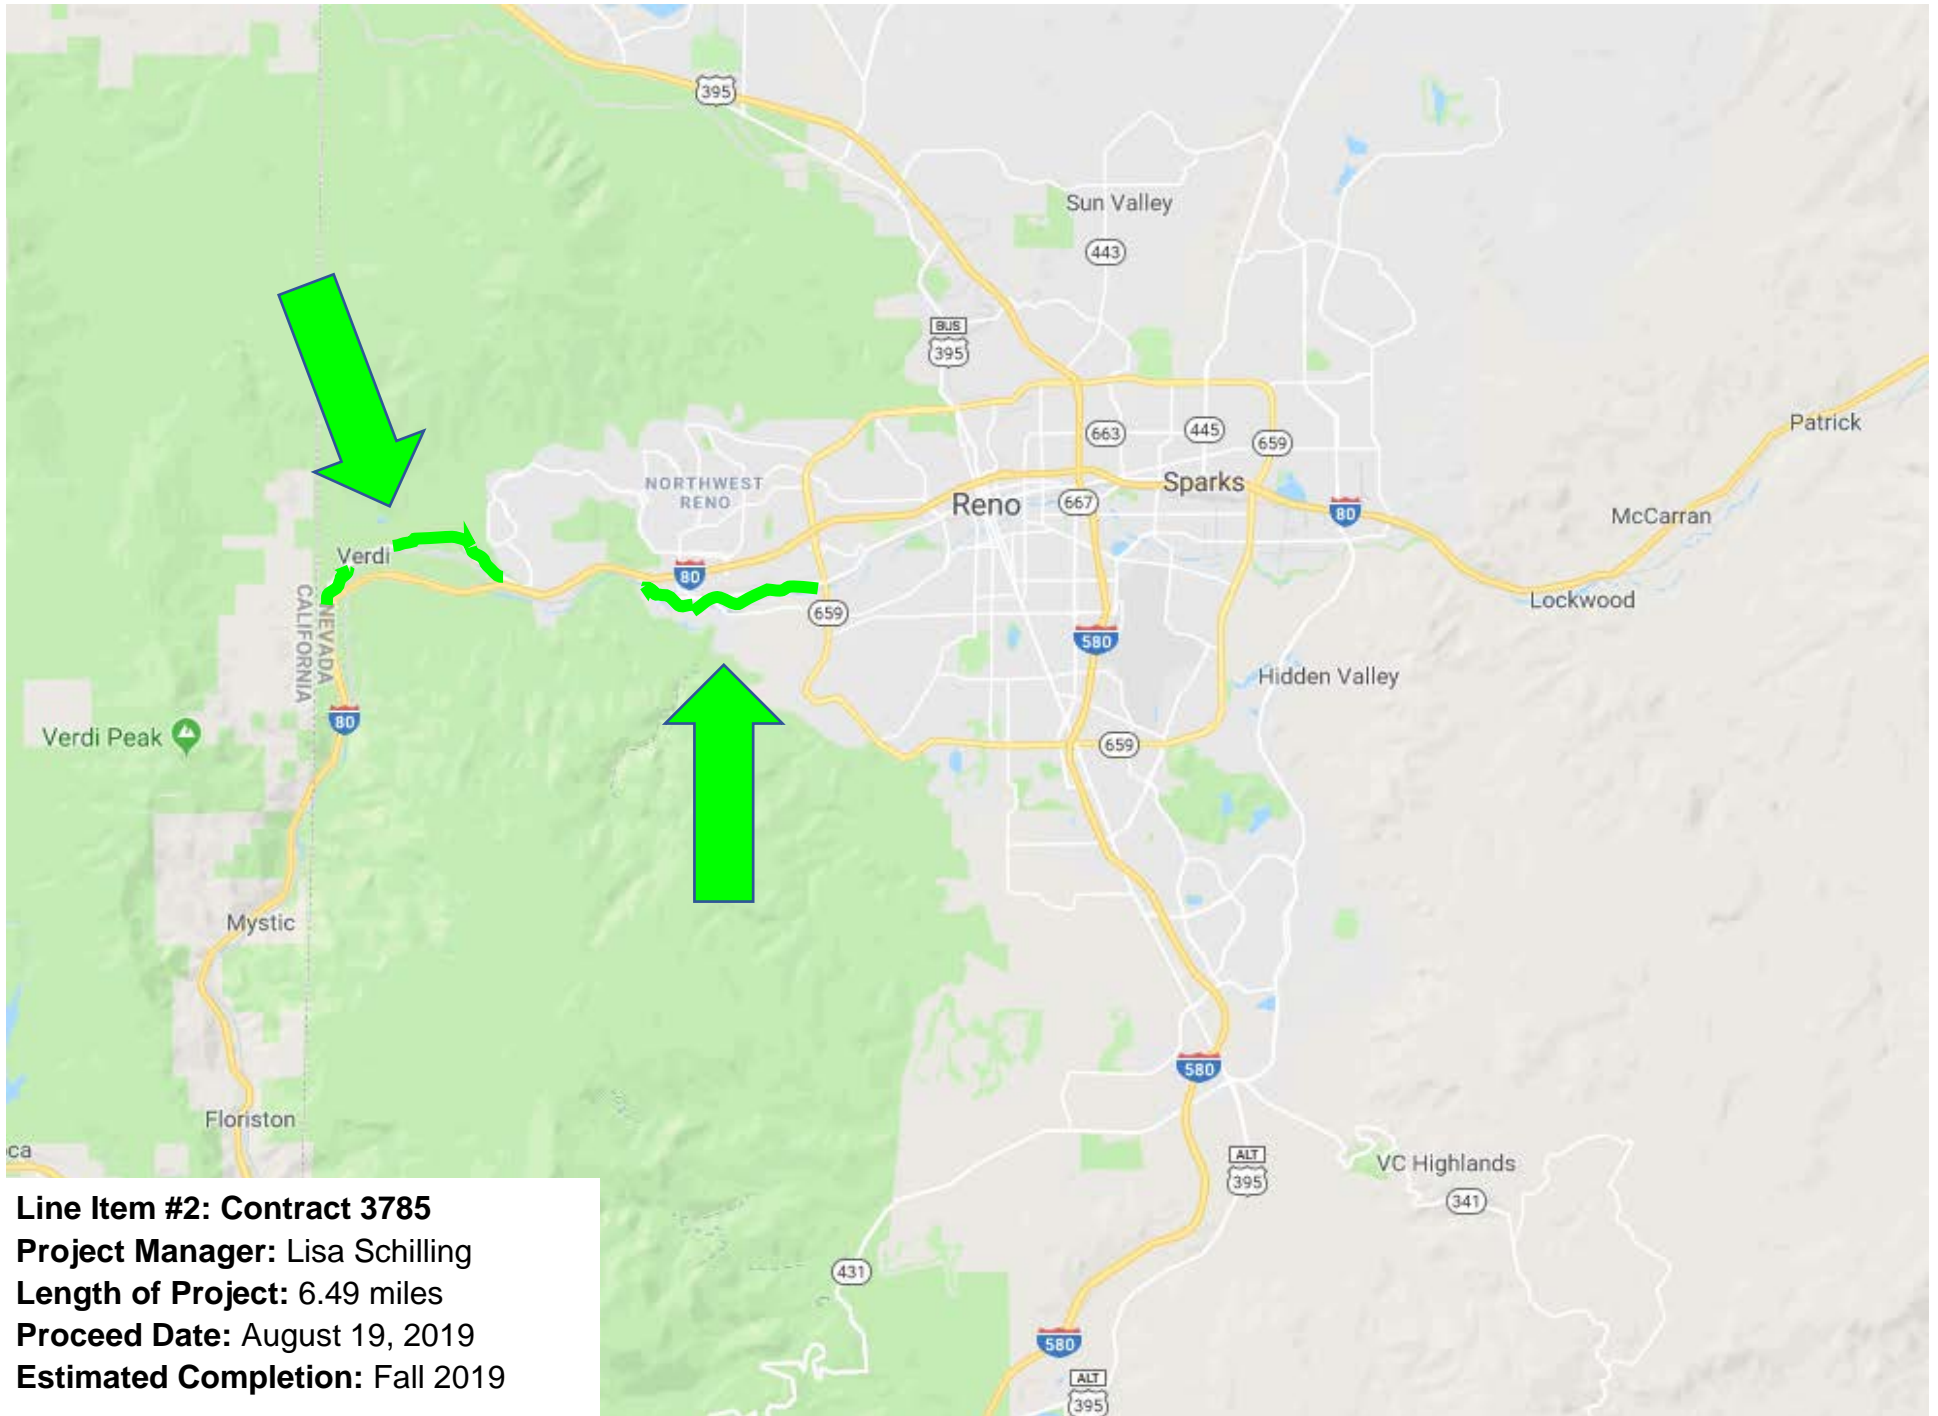 395
Sun Valley
443
BUS
395
Patrick
663
445
659
NORTHWEST
RENO
Reno
667
Sparks
80
McCarran
Verdi
80
Lockwood
659
NEVADA
CALIFORNIA
580
Hidden Valley
80
Verdi Peak
659
Mystic
580
Floriston
ca
ALT
395
VC Highlands
341
431
580
ALT
395
Line Item #2: Contract 3785
Project Manager: Lisa Schilling
Length of Project: 6.49 miles
Proceed Date: August 19, 2019
Estimated Completion: Fall 2019